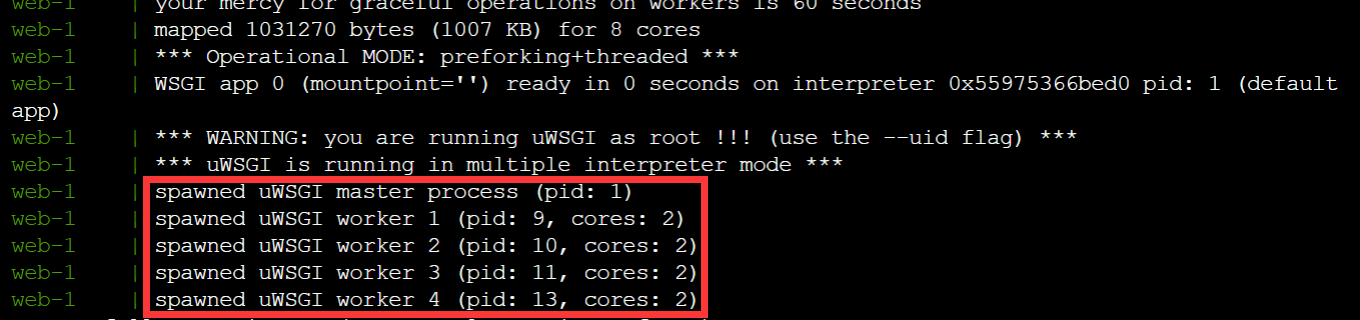 web-1     | your mercy for graceful operations on workers is 60 seconds
web-1     | mapped 1031270 bytes (1007 KB) for 8 cores
web-1     | *** Operational MODE: preforking+threaded ***
web-1     | WSGI app 0 (mountpoint='') ready in 0 seconds on interpreter 0x55975366bed0 pid: 1 (default
app)
web-1     | *** WARNING: you are running uWSGI as root !!! (use the --uid flag) ***
web-1     | *** uWSGI is running in multiple interpreter mode ***
web-1     | spawned uWSGI master process (pid: 1)
web-1     | spawned uWSGI worker 1 (pid: 9, cores: 2)
web-1     | spawned uWSGI worker 2 (pid: 10, cores: 2)
web-1     | spawned uWSGI worker 3 (pid: 11, cores: 2)
web-1     | spawned uWSGI worker 4 (pid: 13, cores: 2)